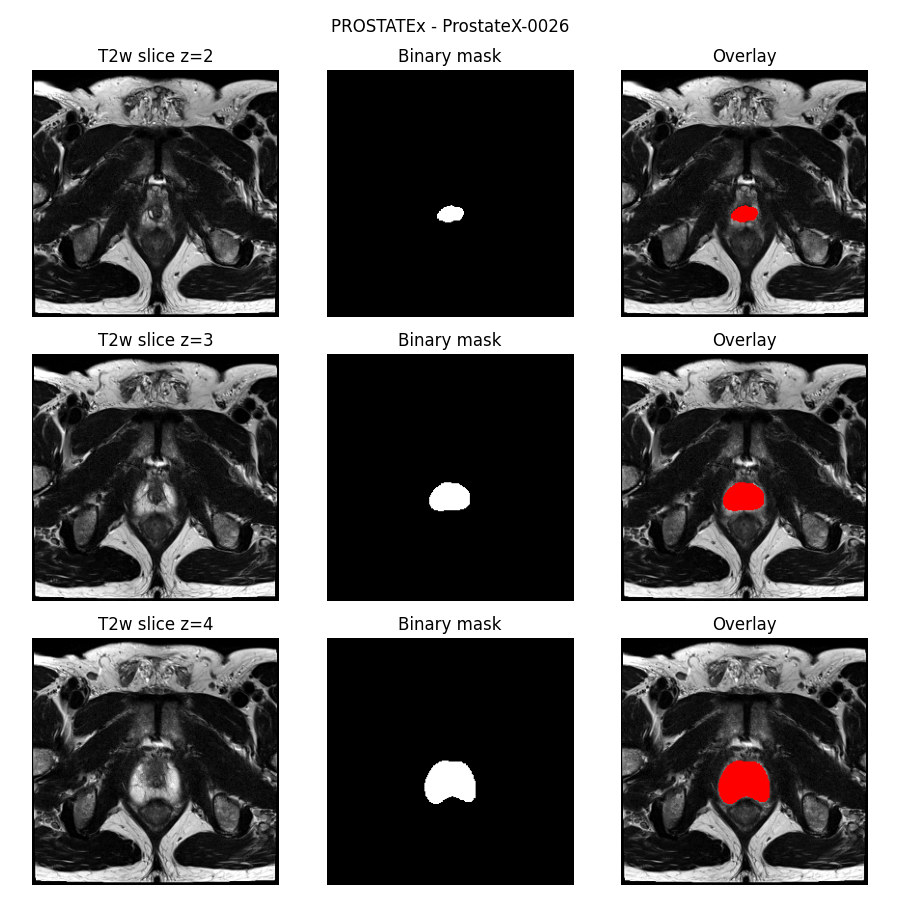 PROSTATEx - ProstateX-0026
T2w slice z=2 Binary mask Overlay
T2w slice z=3 Binary mask Overlay
T2w slice z=4 Binary mask Overlay